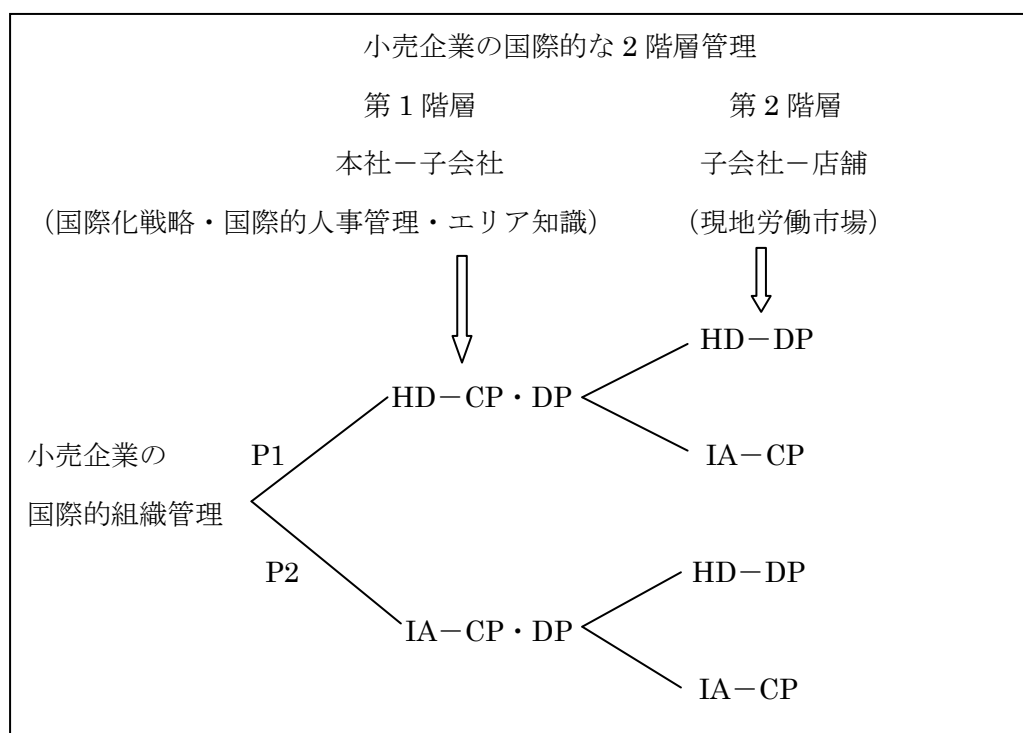 小売企業の国際的な 2 階層管理
第 1 階層 第 2 階層
本社－子会社 子会社－店舗
（国際化戦略・国際的人事管理・エリア知識） （現地労働市場）
HD－DP
HD－CP・DP
小売企業の P1 IA－CP
国際的組織管理
P2 HD－DP
IA－CP・DP
IA－CP